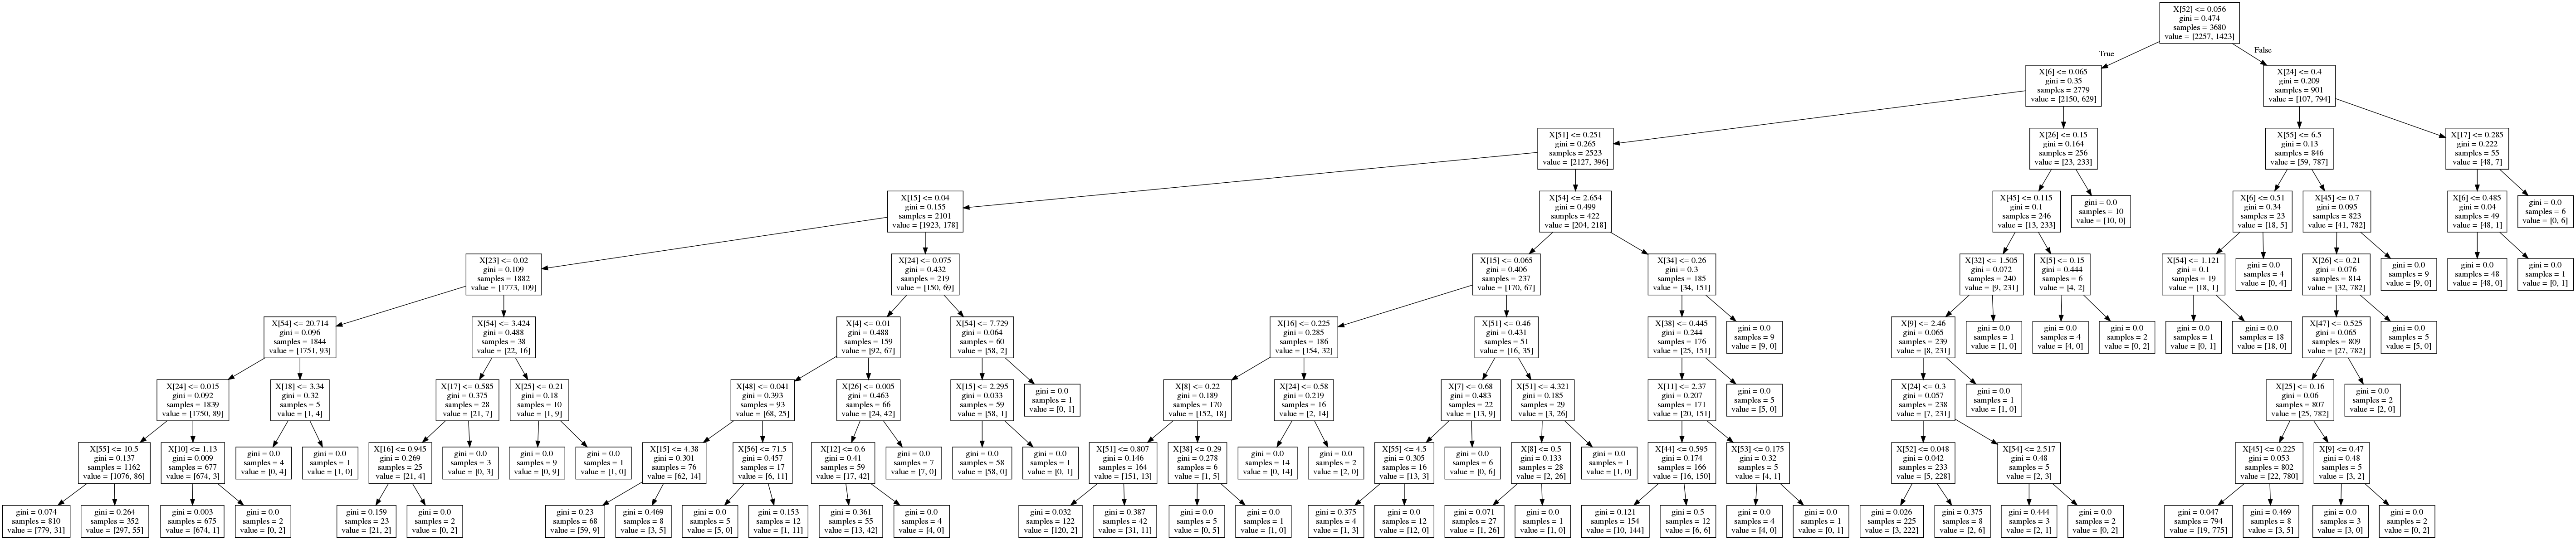 X[52] <= 0.056
gini = 0.474
samples = 3680
value = [2257, 1423]
True
False
X[6] <= 0.065
gini = 0.35
samples = 2779
value = [2150, 629]
X[24] <= 0.4
gini = 0.209
samples = 901
value = [107, 794]
X[51] <= 0.251
gini = 0.265
samples = 2523
value = [2127, 396]
X[26] <= 0.15
gini = 0.164
samples = 256
value = [23, 233]
X[55] <= 6.5
gini = 0.13
samples = 846
value = [59, 787]
X[17] <= 0.285
gini = 0.222
samples = 55
value = [48, 7]
X[15] <= 0.04
gini = 0.155
samples = 2101
value = [1923, 178]
X[54] <= 2.654
gini = 0.499
samples = 422
value = [204, 218]
X[45] <= 0.115
gini = 0.1
samples = 246
value = [13, 233]
gini = 0.0
samples = 10
value = [10, 0]
X[6] <= 0.51
gini = 0.34
samples = 23
value = [18, 5]
X[45] <= 0.7
gini = 0.095
samples = 823
value = [41, 782]
X[6] <= 0.485
gini = 0.04
samples = 49
value = [48, 1]
gini = 0.0
samples = 6
value = [0, 6]
X[23] <= 0.02
gini = 0.109
samples = 1882
value = [1773, 109]
X[24] <= 0.075
gini = 0.432
samples = 219
value = [150, 69]
X[15] <= 0.065
gini = 0.406
samples = 237
value = [170, 67]
X[34] <= 0.26
gini = 0.3
samples = 185
value = [34, 151]
X[32] <= 1.505
gini = 0.072
samples = 240
value = [9, 231]
X[5] <= 0.15
gini = 0.444
samples = 6
value = [4, 2]
X[54] <= 1.121
gini = 0.1
samples = 19
value = [18, 1]
gini = 0.0
samples = 4
value = [0, 4]
X[26] <= 0.21
gini = 0.076
samples = 814
value = [32, 782]
gini = 0.0
samples = 9
value = [9, 0]
gini = 0.0
samples = 48
value = [48, 0]
gini = 0.0
samples = 1
value = [0, 1]
X[54] <= 20.714
gini = 0.096
samples = 1844
value = [1751, 93]
X[54] <= 3.424
gini = 0.488
samples = 38
value = [22, 16]
X[4] <= 0.01
gini = 0.488
samples = 159
value = [92, 67]
X[54] <= 7.729
gini = 0.064
samples = 60
value = [58, 2]
X[16] <= 0.225
gini = 0.285
samples = 186
value = [154, 32]
X[51] <= 0.46
gini = 0.431
samples = 51
value = [16, 35]
X[38] <= 0.445
gini = 0.244
samples = 176
value = [25, 151]
gini = 0.0
samples = 9
value = [9, 0]
X[9] <= 2.46
gini = 0.065
samples = 239
value = [8, 231]
gini = 0.0
samples = 1
value = [1, 0]
gini = 0.0
samples = 4
value = [4, 0]
gini = 0.0
samples = 2
value = [0, 2]
gini = 0.0
samples = 1
value = [0, 1]
gini = 0.0
samples = 18
value = [18, 0]
X[47] <= 0.525
gini = 0.065
samples = 809
value = [27, 782]
gini = 0.0
samples = 5
value = [5, 0]
X[24] <= 0.015
gini = 0.092
samples = 1839
value = [1750, 89]
X[18] <= 3.34
gini = 0.32
samples = 5
value = [1, 4]
X[17] <= 0.585
gini = 0.375
samples = 28
value = [21, 7]
X[25] <= 0.21
gini = 0.18
samples = 10
value = [1, 9]
X[48] <= 0.041
gini = 0.393
samples = 93
value = [68, 25]
X[26] <= 0.005
gini = 0.463
samples = 66
value = [24, 42]
X[15] <= 2.295
gini = 0.033
samples = 59
value = [58, 1]
gini = 0.0
samples = 1
value = [0, 1]
X[8] <= 0.22
gini = 0.189
samples = 170
value = [152, 18]
X[24] <= 0.58
gini = 0.219
samples = 16
value = [2, 14]
X[7] <= 0.68
gini = 0.483
samples = 22
value = [13, 9]
X[51] <= 4.321
gini = 0.185
samples = 29
value = [3, 26]
X[11] <= 2.37
gini = 0.207
samples = 171
value = [20, 151]
gini = 0.0
samples = 5
value = [5, 0]
X[24] <= 0.3
gini = 0.057
samples = 238
value = [7, 231]
gini = 0.0
samples = 1
value = [1, 0]
X[25] <= 0.16
gini = 0.06
samples = 807
value = [25, 782]
gini = 0.0
samples = 2
value = [2, 0]
X[55] <= 10.5
gini = 0.137
samples = 1162
value = [1076, 86]
X[10] <= 1.13
gini = 0.009
samples = 677
value = [674, 3]
gini = 0.0
samples = 4
value = [0, 4]
gini = 0.0
samples = 1
value = [1, 0]
X[16] <= 0.945
gini = 0.269
samples = 25
value = [21, 4]
gini = 0.0
samples = 3
value = [0, 3]
gini = 0.0
samples = 9
value = [0, 9]
gini = 0.0
samples = 1
value = [1, 0]
X[15] <= 4.38
gini = 0.301
samples = 76
value = [62, 14]
X[56] <= 71.5
gini = 0.457
samples = 17
value = [6, 11]
X[12] <= 0.6
gini = 0.41
samples = 59
value = [17, 42]
gini = 0.0
samples = 7
value = [7, 0]
gini = 0.0
samples = 58
value = [58, 0]
gini = 0.0
samples = 1
value = [0, 1]
X[51] <= 0.807
gini = 0.146
samples = 164
value = [151, 13]
X[38] <= 0.29
gini = 0.278
samples = 6
value = [1, 5]
gini = 0.0
samples = 14
value = [0, 14]
gini = 0.0
samples = 2
value = [2, 0]
X[55] <= 4.5
gini = 0.305
samples = 16
value = [13, 3]
gini = 0.0
samples = 6
value = [0, 6]
X[8] <= 0.5
gini = 0.133
samples = 28
value = [2, 26]
gini = 0.0
samples = 1
value = [1, 0]
X[44] <= 0.595
gini = 0.174
samples = 166
value = [16, 150]
X[53] <= 0.175
gini = 0.32
samples = 5
value = [4, 1]
X[52] <= 0.048
gini = 0.042
samples = 233
value = [5, 228]
X[54] <= 2.517
gini = 0.48
samples = 5
value = [2, 3]
X[45] <= 0.225
gini = 0.053
samples = 802
value = [22, 780]
X[9] <= 0.47
gini = 0.48
samples = 5
value = [3, 2]
gini = 0.074
samples = 810
value = [779, 31]
gini = 0.264
samples = 352
value = [297, 55]
gini = 0.003
samples = 675
value = [674, 1]
gini = 0.0
samples = 2
value = [0, 2]
gini = 0.159
samples = 23
value = [21, 2]
gini = 0.0
samples = 2
value = [0, 2]
gini = 0.23
samples = 68
value = [59, 9]
gini = 0.469
samples = 8
value = [3, 5]
gini = 0.0
samples = 5
value = [5, 0]
gini = 0.153
samples = 12
value = [1, 11]
gini = 0.361
samples = 55
value = [13, 42]
gini = 0.0
samples = 4
value = [4, 0]
gini = 0.032
samples = 122
value = [120, 2]
gini = 0.387
samples = 42
value = [31, 11]
gini = 0.0
samples = 5
value = [0, 5]
gini = 0.0
samples = 1
value = [1, 0]
gini = 0.375
samples = 4
value = [1, 3]
gini = 0.0
samples = 12
value = [12, 0]
gini = 0.071
samples = 27
value = [1, 26]
gini = 0.0
samples = 1
value = [1, 0]
gini = 0.121
samples = 154
value = [10, 144]
gini = 0.5
samples = 12
value = [6, 6]
gini = 0.0
samples = 4
value = [4, 0]
gini = 0.0
samples = 1
value = [0, 1]
gini = 0.026
samples = 225
value = [3, 222]
gini = 0.375
samples = 8
value = [2, 6]
gini = 0.444
samples = 3
value = [2, 1]
gini = 0.0
samples = 2
value = [0, 2]
gini = 0.047
samples = 794
value = [19, 775]
gini = 0.469
samples = 8
value = [3, 5]
gini = 0.0
samples = 3
value = [3, 0]
gini = 0.0
samples = 2
value = [0, 2]